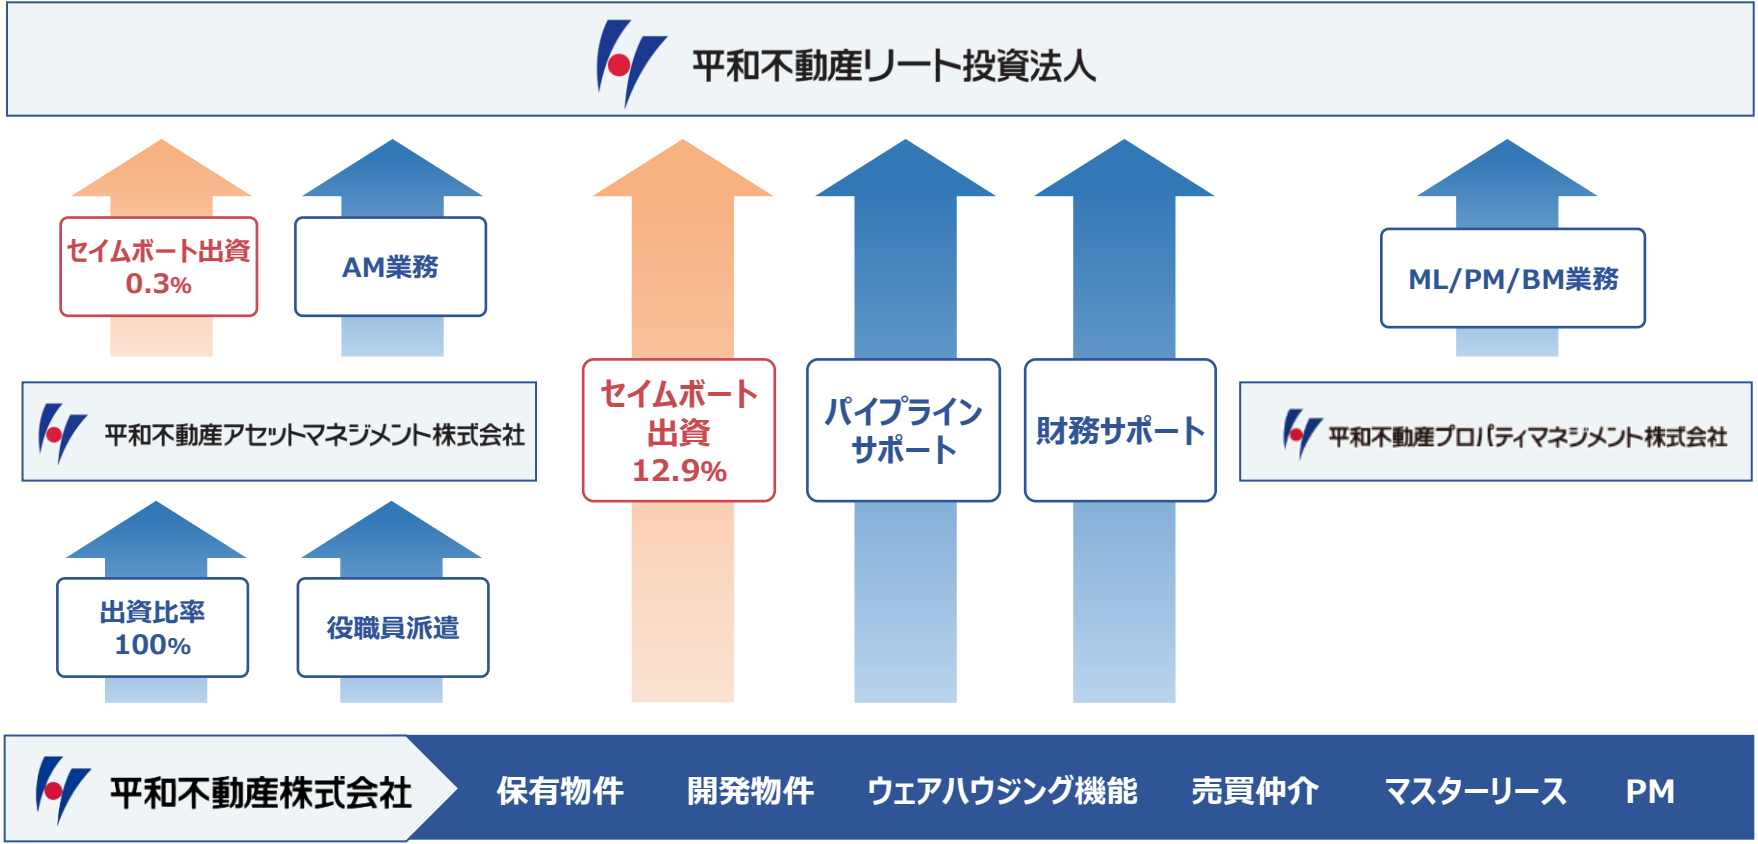 平和不動産リート投資法人
セイムボート出資
0.3%
AM業務
セイムボート
出資
12.9%
パイプライン
サポート
財務サポート
ML/PM/BM業務
平和不動産アセットマネジメント株式会社
平和不動産プロパティマネジメント株式会社
出資比率
100%
役職員派遣
平和不動産株式会社
保有物件
開発物件
ウェアハウジング機能
売買仲介
マスターリース
PM